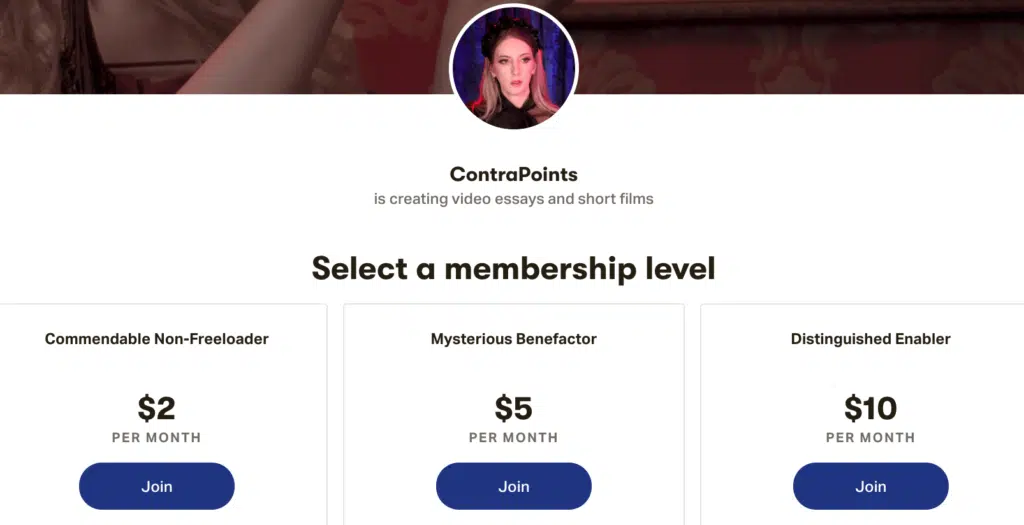 ContraPoints
is creating video essays and short films
Select a membership level
Commendable Non-Freeloader
$2
PER MONTH
Join
Mysterious Benefactor
$5
PER MONTH
Join
Distinguished Enabler
$10
PER MONTH
Join